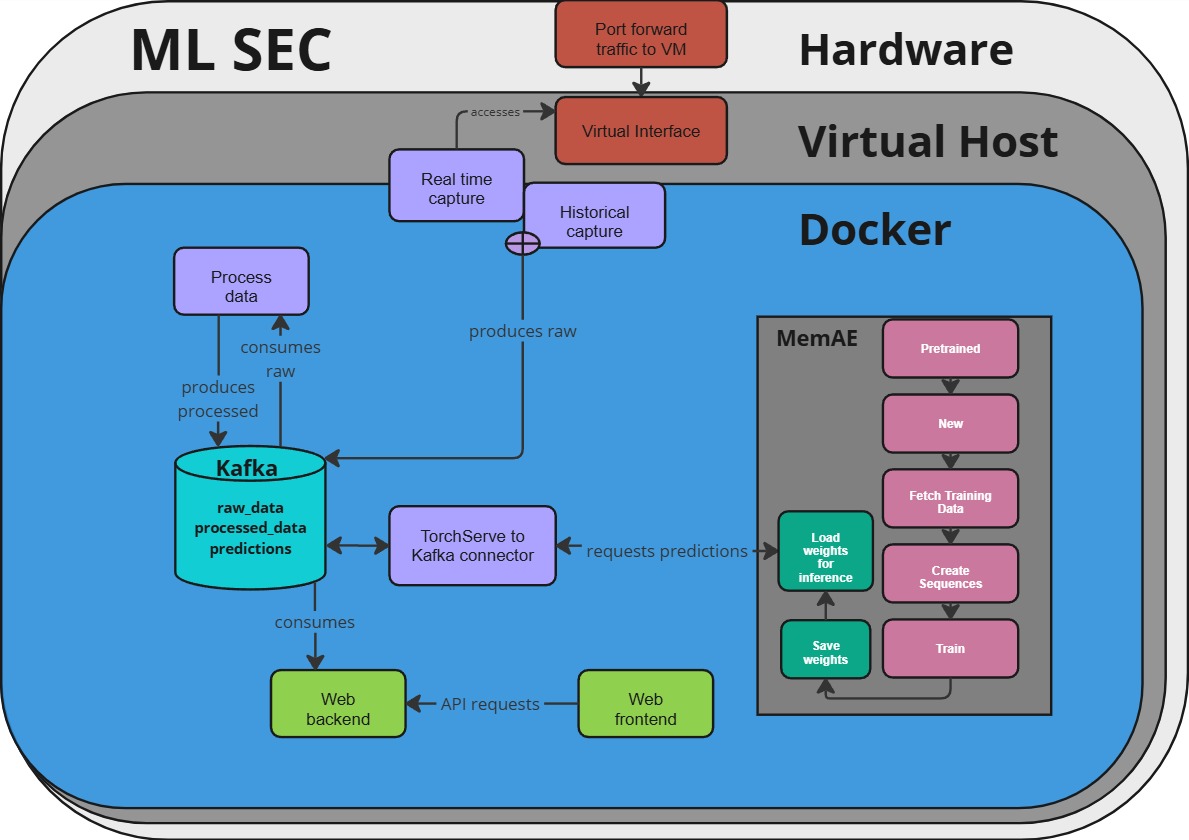 ML SEC
Port forward
traffic to VM
Hardware
accesses
Virtual Interface
Virtual Host
Real time
capture
Historical
capture
Docker
Process
data
produces raw
consumes
raw
produces
processed
MemAE
Pretrained
New
Fetch Training
Data
Create
Sequences
Train
Load
weights
for
inference
Save
weights
Kafka
raw_data
processed_data
predictions
TorchServe to
Kafka connector
requests predictions
consumes
Web
backend
API requests
Web
frontend